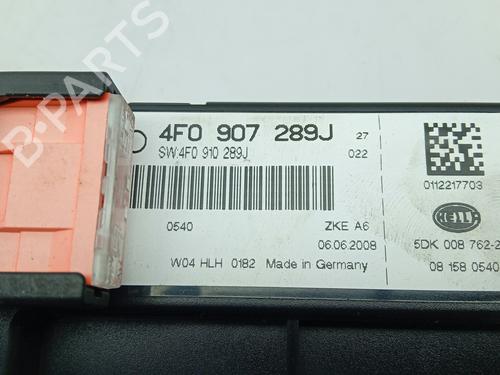 B-PARTS
4F0 907 289J
27
SW:4F0 910 289J
022
0112217703
HELLA
0540
ZKE A6
06.06.2008
5DK 008 762-2
W04 HLH 0182 Made in Germany
08 158 0540